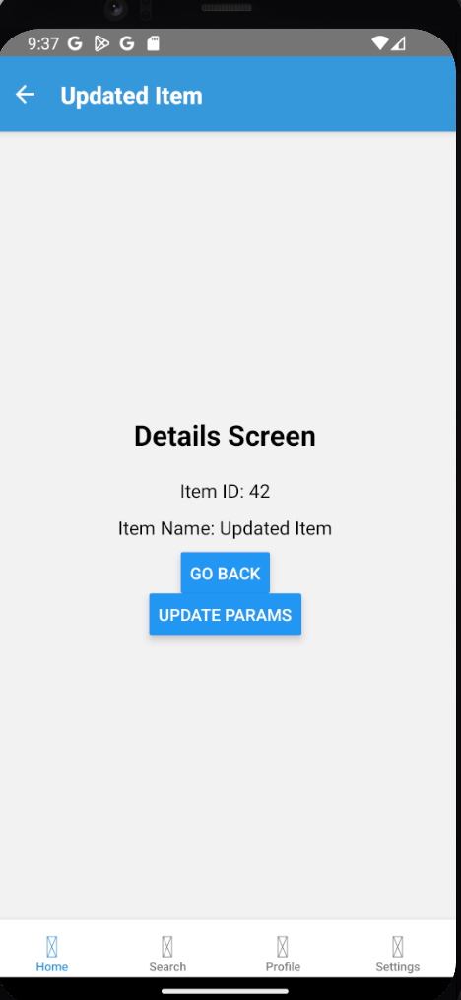 9:37
Updated Item
Details Screen
Item ID: 42
Item Name: Updated Item
GO BACK
UPDATE PARAMS
Home
Search
Profile
Settings